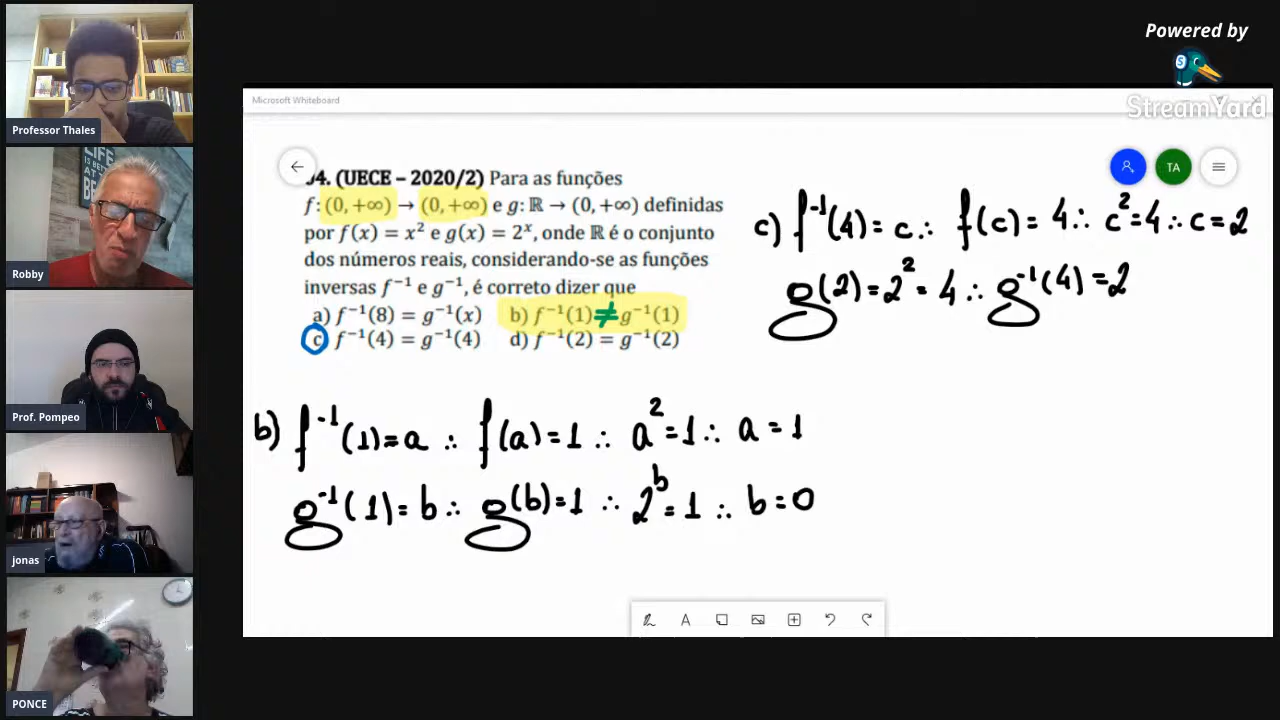 Powered by
StreamYard
Microsoft Whiteboard
Professor Thales
Robby
Prof. Pompeo
jonas
PONCE
LIFE
TA
4. (UECE – 2020/2) Para as funções
f: (0, +∞) → (0, +∞) e g: ℝ → (0, +∞) definidas
por f(x) = x² e g(x) = 2ˣ, onde ℝ é o conjunto
dos números reais, considerando-se as funções
inversas f⁻¹ e g⁻¹, é correto dizer que
a) f⁻¹(8) = g⁻¹(x) b) f⁻¹(1) ≠ g⁻¹(1)
c f⁻¹(4) = g⁻¹(4) d) f⁻¹(2) = g⁻¹(2)
c) f⁻¹(4) = c ∴ f(c) = 4 ∴ c² = 4 ∴ c = 2
g(2) = 2² = 4 ∴ g⁻¹(4) = 2
b) f⁻¹(1) = a ∴ f(a) = 1 ∴ a² = 1 ∴ a = 1
g⁻¹(1) = b ∴ g(b) = 1 ∴ 2ᵇ = 1 ∴ b = 0
A